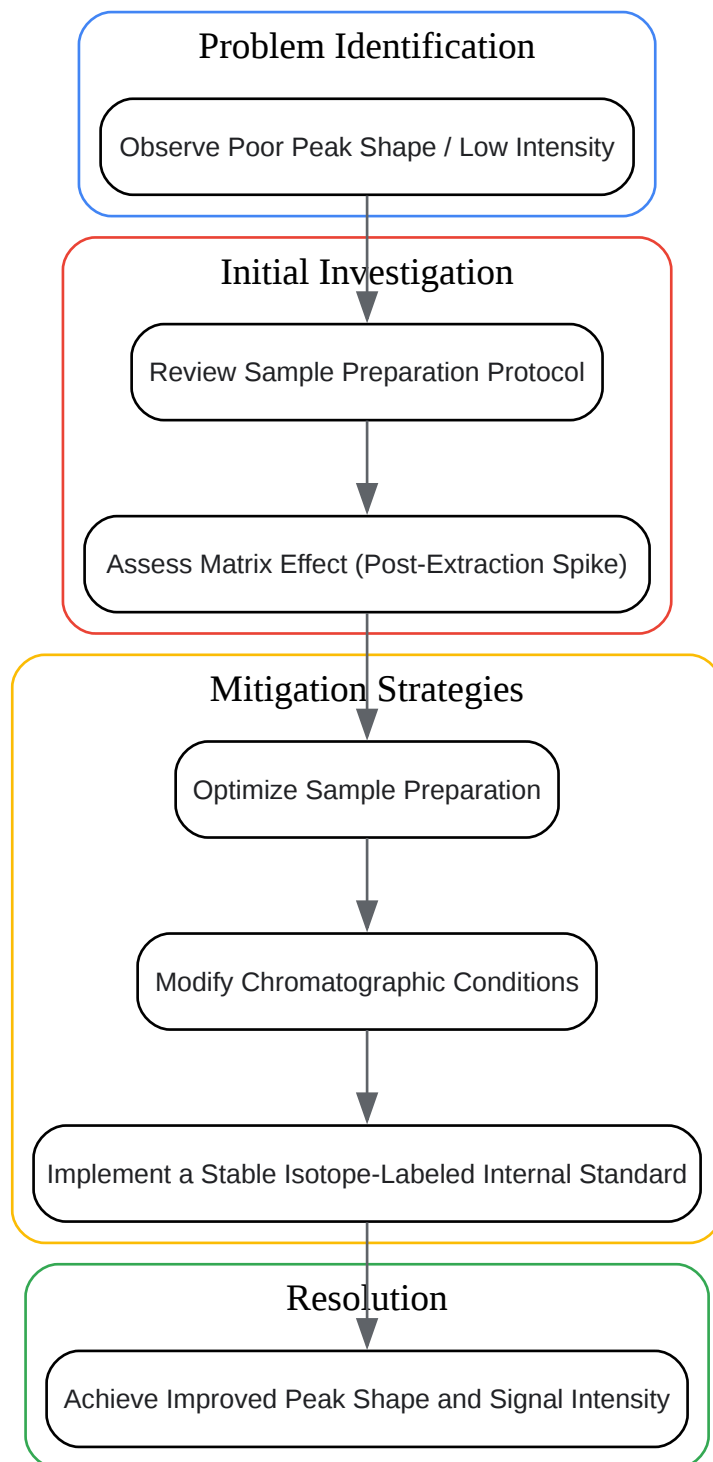 Problem Identification
Observe Poor Peak Shape / Low Intensity
Initial Investigation
Review Sample Preparation Protocol
Assess Matrix Effect (Post-Extraction Spike)
Mitigation Strategies
Optimize Sample Preparation
Modify Chromatographic Conditions
Implement a Stable Isotope-Labeled Internal Standard
Resolution
Achieve Improved Peak Shape and Signal Intensity